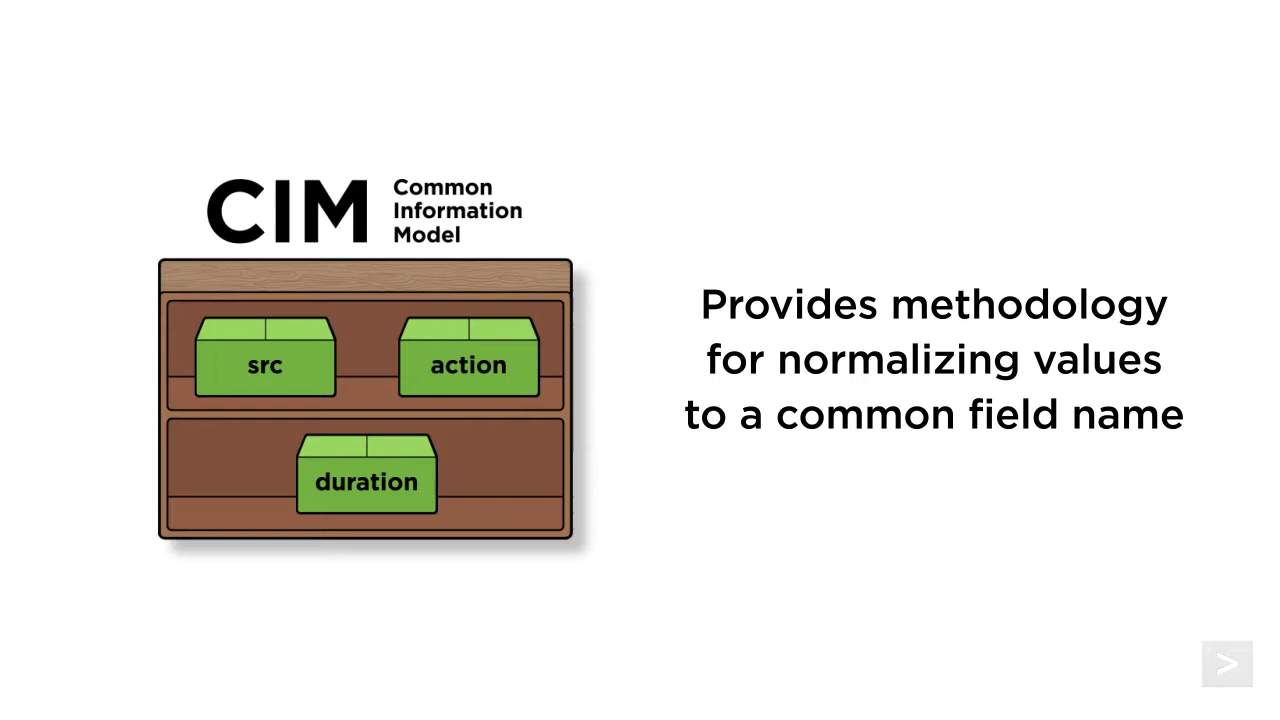 CIM
Common
Information
Model
src
action
duration
Provides methodology
for normalizing values
to a common field name
>